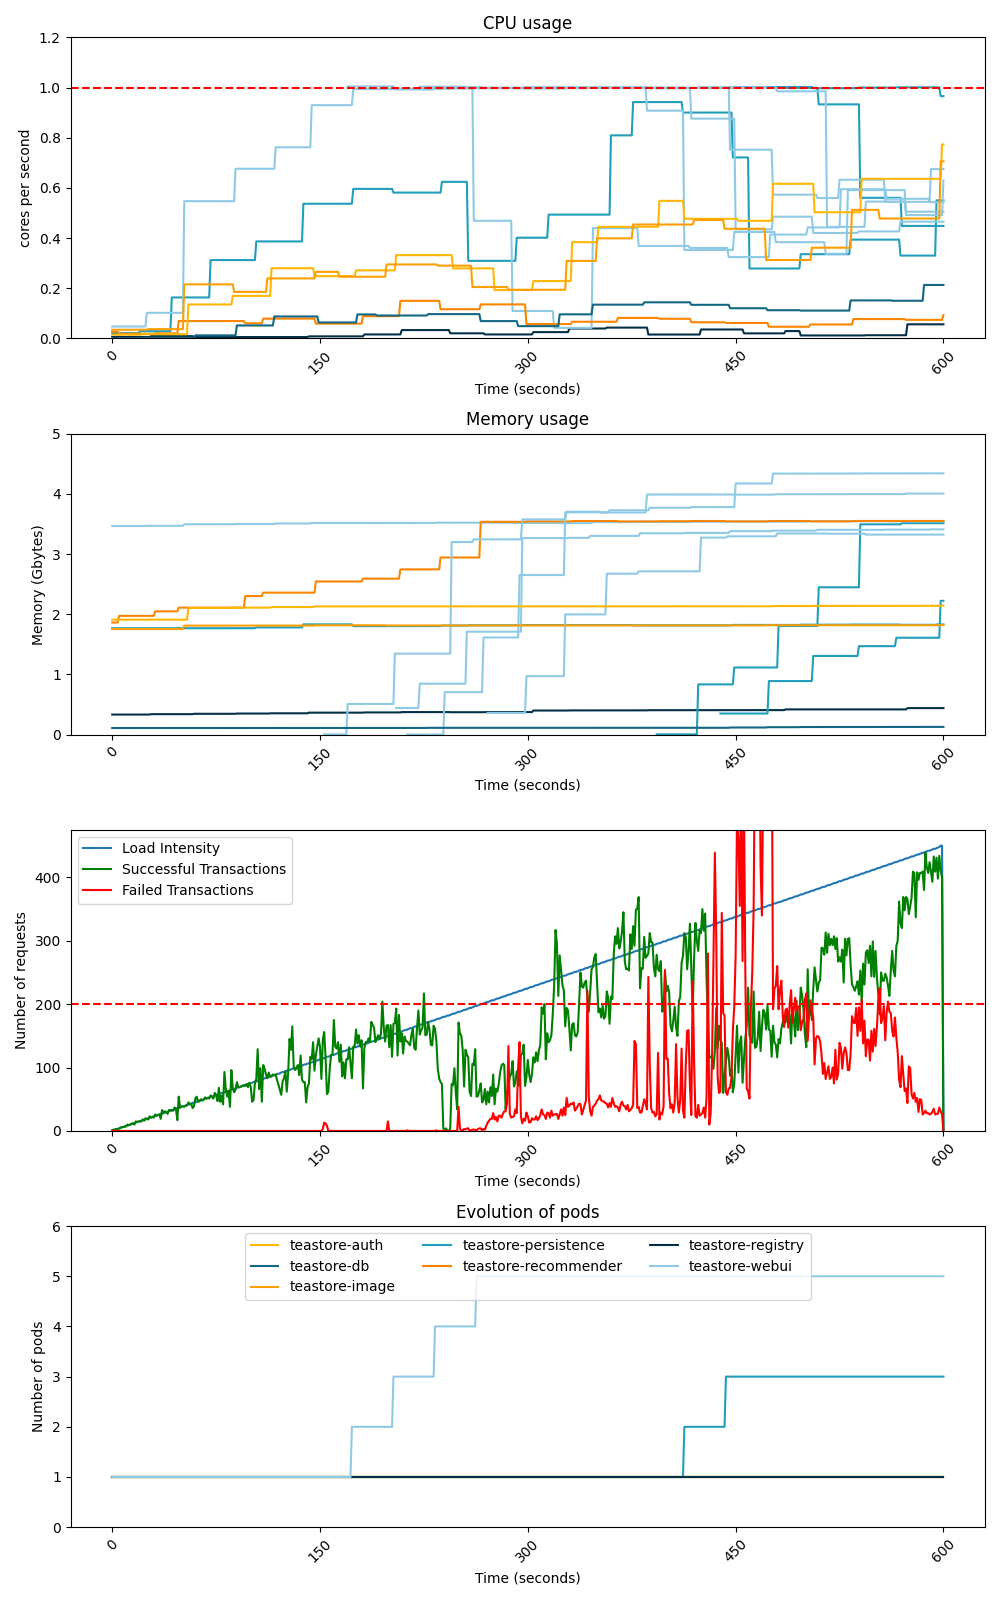 CPU usage
1.2
1.0
0.8
0.6
0.4
0.2
0.0
cores per second
0 150 300 450 600
Time (seconds)
Memory usage
5
4
3
2
1
0
Memory (Gbytes)
0 150 300 450 600
Time (seconds)
Load Intensity
Successful Transactions
Failed Transactions
400
300
200
100
0
Number of requests
0 150 300 450 600
Time (seconds)
Evolution of pods
teastore-auth teastore-persistence teastore-registry
teastore-db teastore-recommender teastore-webui
teastore-image
6
5
4
3
2
1
0
Number of pods
0 150 300 450 600
Time (seconds)